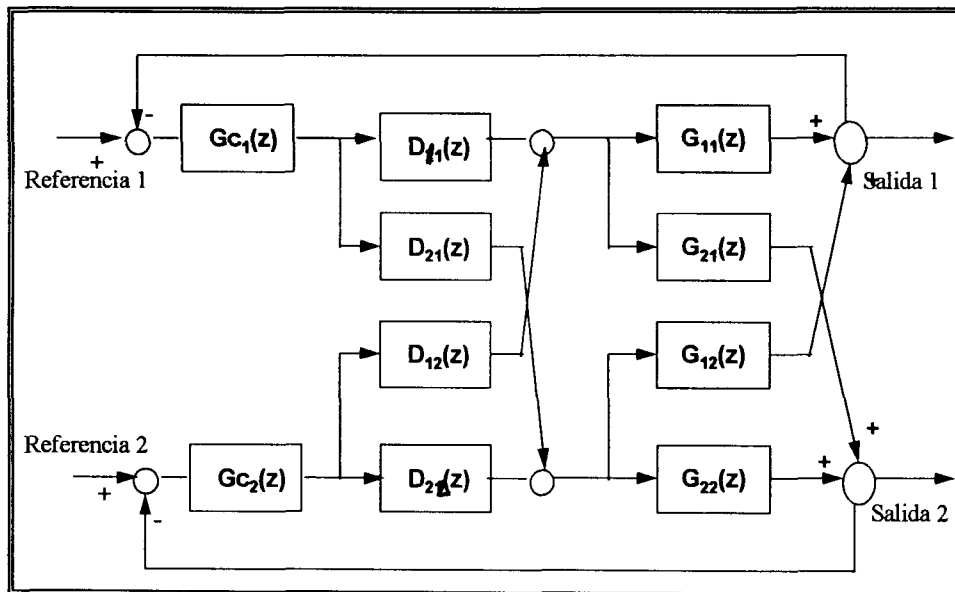 -
Gc₁(z)
D₁₁(z)
G₁₁(z)
+
+
Referencia 1
+
Salida 1
D₂₁(z)
G₂₁(z)
D₁₂(z)
G₁₂(z)
Referencia 2
+
+
Gc₂(z)
D₂₂(z)
G₂₂(z)
+
-
Salida 2